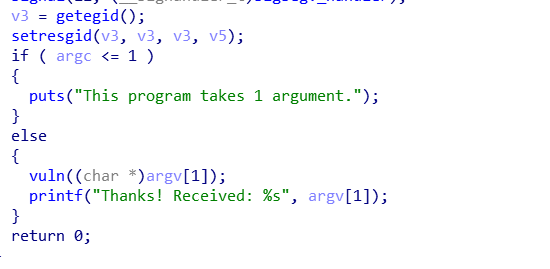 v3 = getegid();
setresgid(v3, v3, v3, v5);
if ( argc <= 1 )
{
puts("This program takes 1 argument.");
}
else
{
vuln((char *)argv[1]);
printf("Thanks! Received: %s", argv[1]);
}
return 0;